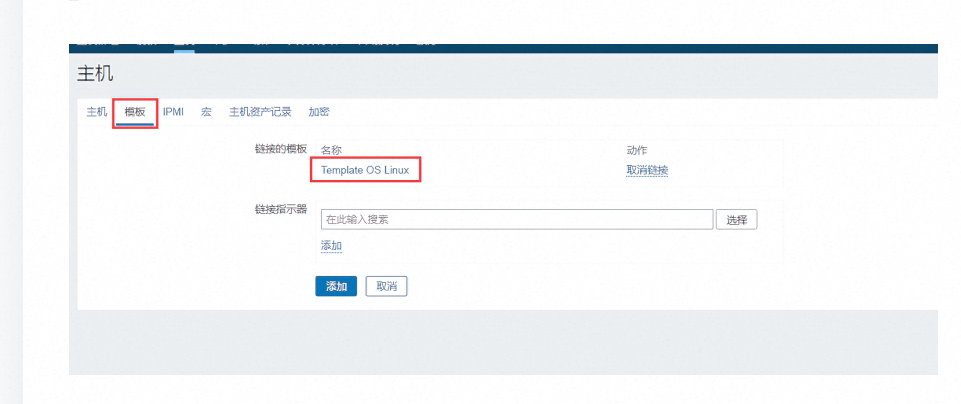 主机
主机 模板 IPMI 宏 主机资产记录 加密
链接的模板 名称 动作
Template OS Linux 取消链接
链接指示器 在此输入搜索 选择
添加
添加 取消